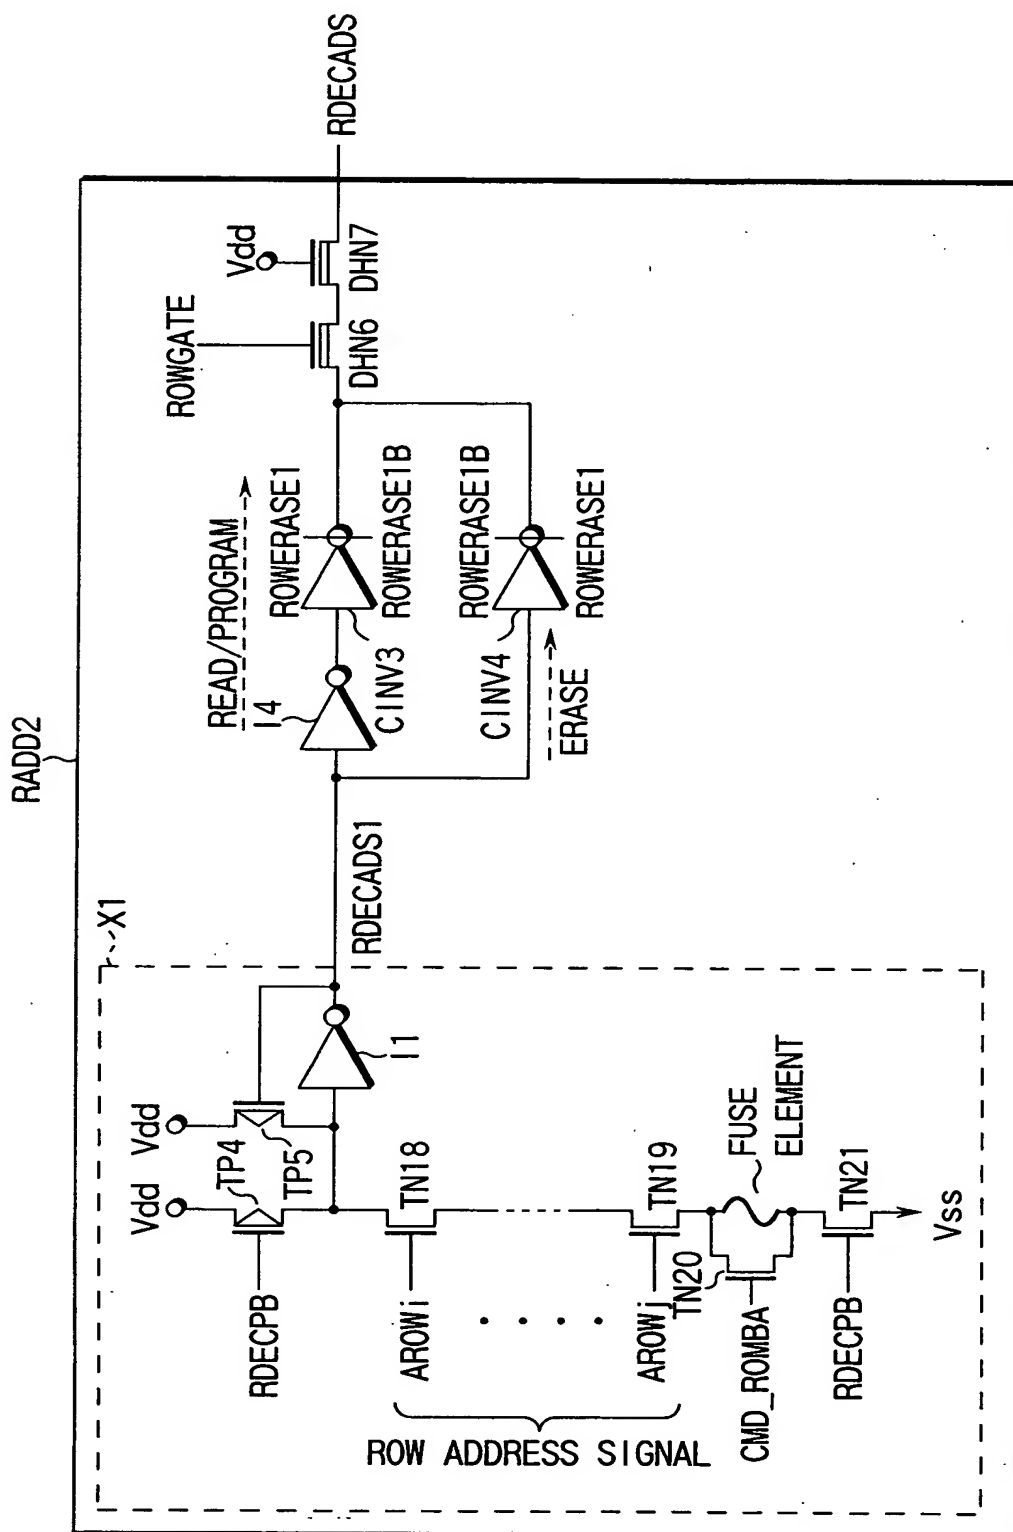 RADD2
X1
Vdd
Vdd
TP4
TP5
RDECPB
I1
AROWi
TN18
ROW ADDRESS SIGNAL
AROWj
TN19
TN20
CMD_ROMBA
FUSE
ELEMENT
RDECPB
TN21
Vss
RDECADS1
READ/PROGRAM
I4
ROWERASE1
CINV3
ROWERASE1B
ROWERASE1B
CINV4
ROWERASE1
ERASE
ROWGATE
DHN6
Vdd
DHN7
RDECADS